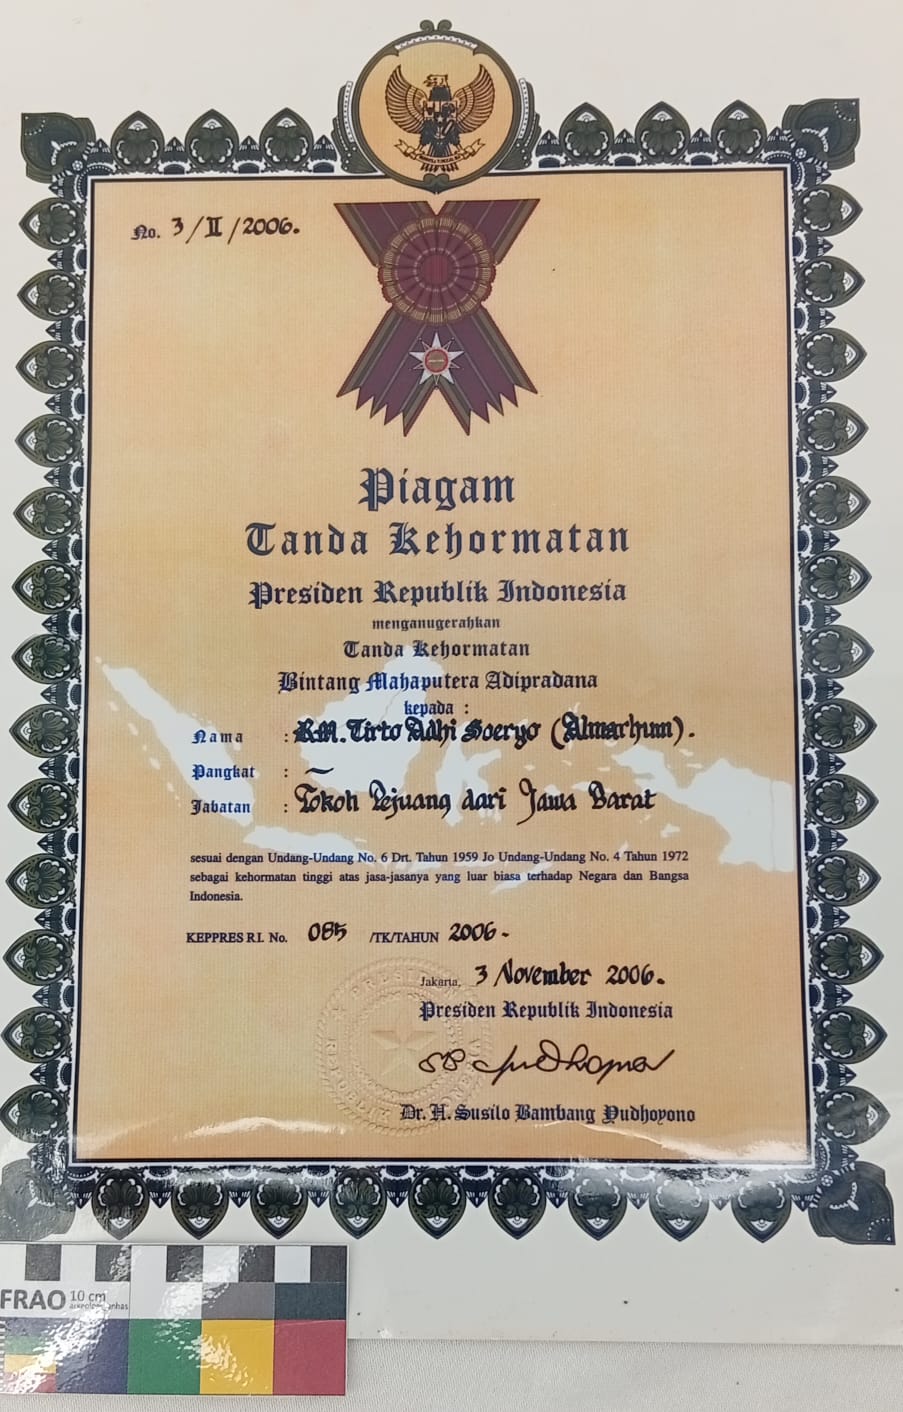 No. 3/II/2006.
Piagam
Tanda Kehormatan
Presiden Republik Indonesia
menganugerahkan
Tanda Kehormatan
Bintang Mahaputera Adipradana
kepada :
Nama : RM. Tirto Adhi Soeryo (Almarhum).
Pangkat : —
Jabatan : Tokoh Pejuang dari Jawa Barat
sesuai dengan Undang-Undang No. 6 Drt. Tahun 1959 Jo Undang-Undang No. 4 Tahun 1972
sebagai kehormatan tinggi atas jasa-jasanya yang luar biasa terhadap Negara dan Bangsa
Indonesia.
KEPPRES R.I. No. 085 /TK/TAHUN 2006-
Jakarta, 3 November 2006.
Presiden Republik Indonesia
Dr. H. Susilo Bambang Yudhoyono
FRAO 10 cm